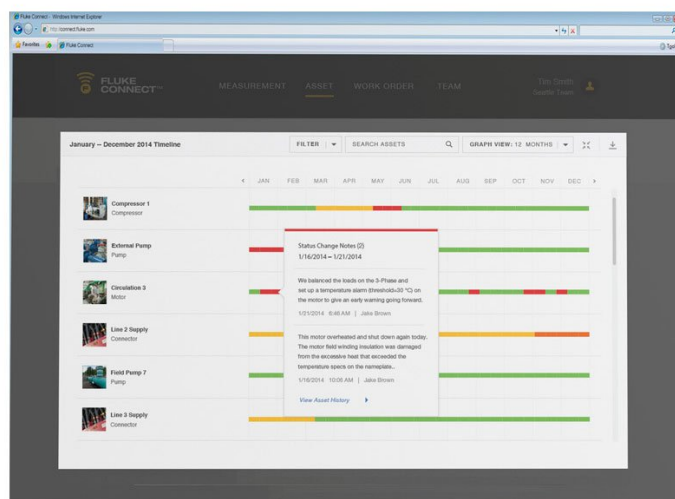 Fluke Connect - Windows Internet Explorer
connect.fluke.com
Favorites
Fluke Connect
FLUKE
CONNECT™
MEASUREMENT ASSET WORK ORDER TEAM
Tim Smith
Seattle Team
January – December 2014 Timeline
FILTER
SEARCH ASSETS
GRAPH VIEW: 12 MONTHS
JAN FEB MAR APR MAY JUN JUL AUG SEP OCT NOV DEC
Compressor 1
Compressor
External Pump
Pump
Circulation 3
Motor
Line 2 Supply
Connector
Field Pump 7
Pump
Line 3 Supply
Connector
Status Change Notes (2)
1/16/2014 – 1/21/2014
We balanced the loads on the 3-Phase and
set up a temperature alarm (threshold=30 °C) on
the motor to give an early warning going forward.
1/21/2014 8:46 AM | Jake Brown
This motor overheated and shut down again today.
The motor field winding insulation was damaged
from the excessive heat that exceeded the
temperature specs on the nameplate..
1/16/2014 10:06 AM | Jake Brown
View Asset History